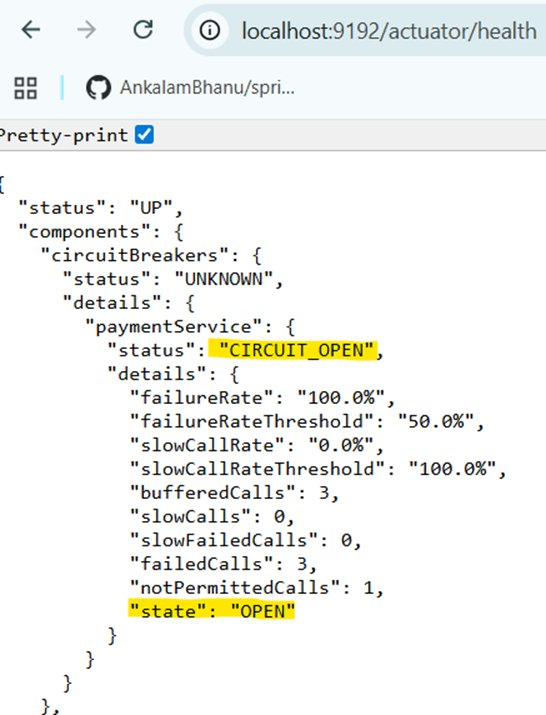 localhost:9192/actuator/health
AnkalamBhanu/spri...
Pretty-print
{
  "status": "UP",
  "components": {
    "circuitBreakers": {
      "status": "UNKNOWN",
      "details": {
        "paymentService": {
          "status": "CIRCUIT_OPEN",
          "details": {
            "failureRate": "100.0%",
            "failureRateThreshold": "50.0%",
            "slowCallRate": "0.0%",
            "slowCallRateThreshold": "100.0%",
            "bufferedCalls": 3,
            "slowCalls": 0,
            "slowFailedCalls": 0,
            "failedCalls": 3,
            "notPermittedCalls": 1,
            "state": "OPEN"
          }
        }
      }
    },